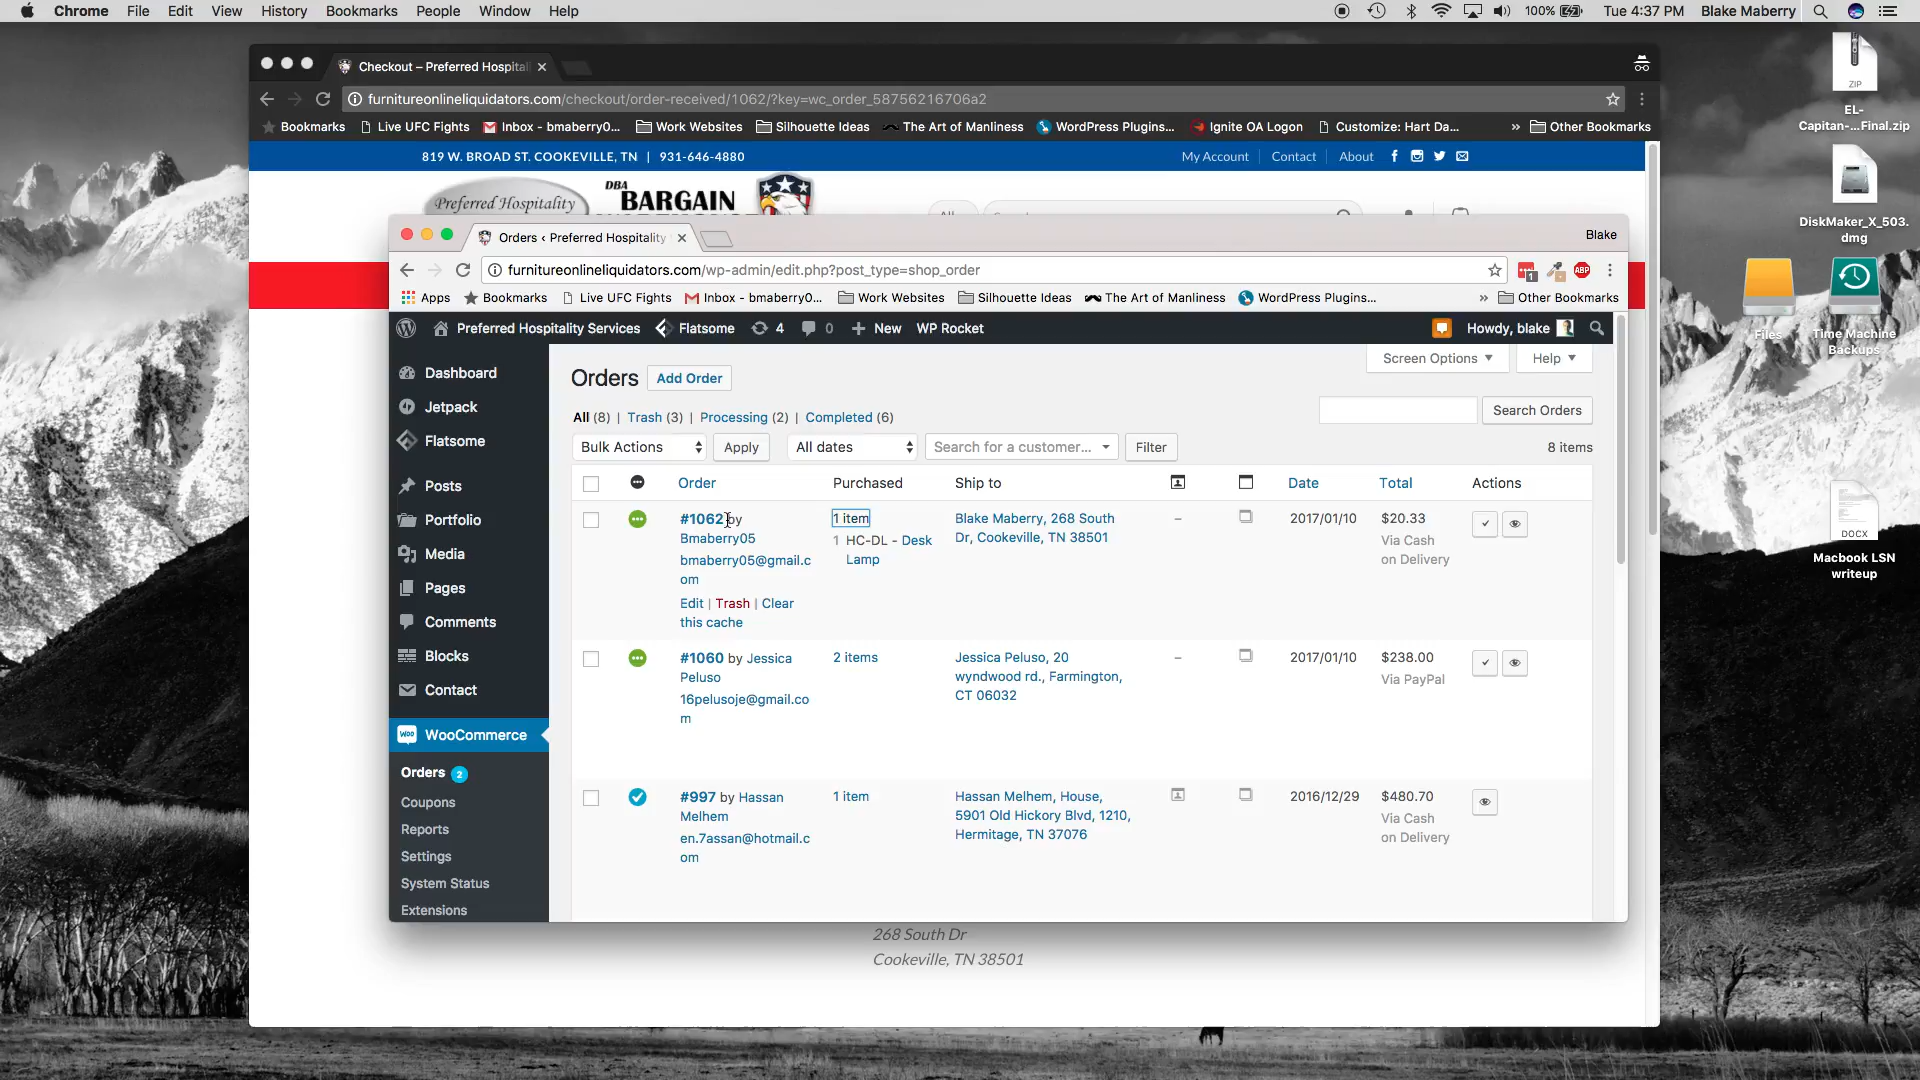 Chrome File Edit View History Bookmarks People Window Help 100% Tue 4:37 PM Blake Maberry
Checkout – Preferred Hospital
furnitureonlineliquidators.com/checkout/order-received/1062/?key=wc_order_58756216706a2
Bookmarks Live UFC Fights Inbox - bmaberry0... Work Websites Silhouette Ideas The Art of Manliness WordPress Plugins... Ignite OA Logon Customize: Hart Da... » Other Bookmarks
819 W. BROAD ST. COOKEVILLE, TN | 931-646-4880 My Account Contact About
Preferred Hospitality DBA BARGAIN
Orders ‹ Preferred Hospitality Blake
furnitureonlineliquidators.com/wp-admin/edit.php?post_type=shop_order
Apps Bookmarks Live UFC Fights Inbox - bmaberry0... Work Websites Silhouette Ideas The Art of Manliness WordPress Plugins... » Other Bookmarks
Preferred Hospitality Services Flatsome 4 0 New WP Rocket Howdy, blake
Screen Options Help
Dashboard
Jetpack
Flatsome
Posts
Portfolio
Media
Pages
Comments
Blocks
Contact
WooCommerce
Orders 2
Coupons
Reports
Settings
System Status
Extensions
Orders Add Order
All (8) | Trash (3) | Processing (2) | Completed (6)
Search Orders
Bulk Actions Apply All dates Search for a customer... Filter 8 items
Order Purchased Ship to Date Total Actions
#1062 by
Bmaberry05
bmaberry05@gmail.c
om
Edit | Trash | Clear
this cache
1 item
1 HC-DL - Desk
Lamp
Blake Maberry, 268 South
Dr, Cookeville, TN 38501
–
2017/01/10
$20.33
Via Cash
on Delivery
#1060 by Jessica
Peluso
16pelusoje@gmail.co
m
2 items
Jessica Peluso, 20
wyndwood rd., Farmington,
CT 06032
–
2017/01/10
$238.00
Via PayPal
#997 by Hassan
Melhem
en.7assan@hotmail.c
om
1 item
Hassan Melhem, House,
5901 Old Hickory Blvd, 1210,
Hermitage, TN 37076
2016/12/29
$480.70
Via Cash
on Delivery
268 South Dr
Cookeville, TN 38501
ZIP
EL-
Capitan-...Final.zip
DiskMaker_X_503.
dmg
Files
Time Machine
Backups
DOCX
Macbook LSN
writeup
ABP
1